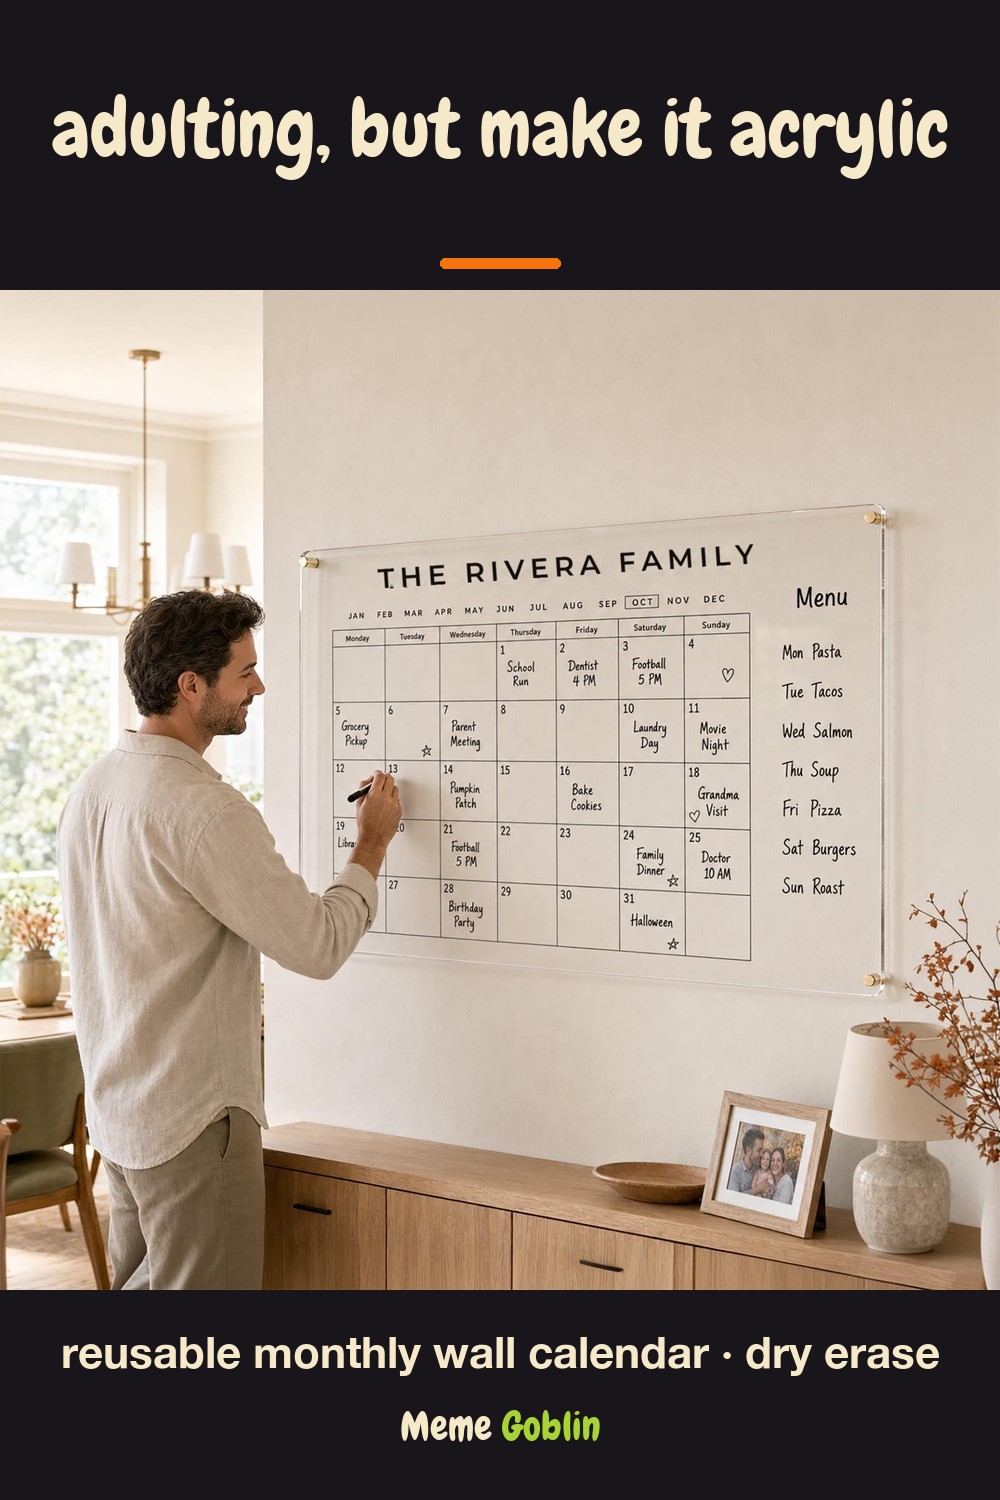 adulting, but make it acrylic
THE RIVERA FAMILY
JAN FEB MAR APR MAY JUN JUL AUG SEP OCT NOV DEC
Monday Tuesday Wednesday Thursday Friday Saturday Sunday
1 School Run
2 Dentist 4 PM
3 Football 5 PM
4 ♡
5 Grocery Pickup
6 ☆
7 Parent Meeting
8
9
10 Laundry Day
11 Movie Night
12
13
14 Pumpkin Patch
15
16 Bake Cookies
17
18 Grandma Visit ♡
19
20
21 Football 5 PM
22
23
24 Family Dinner ☆
25 Doctor 10 AM
27
28 Birthday Party
29
30
31 Halloween ☆
Menu
Mon Pasta
Tue Tacos
Wed Salmon
Thu Soup
Fri Pizza
Sat Burgers
Sun Roast
reusable monthly wall calendar · dry erase
Meme Goblin